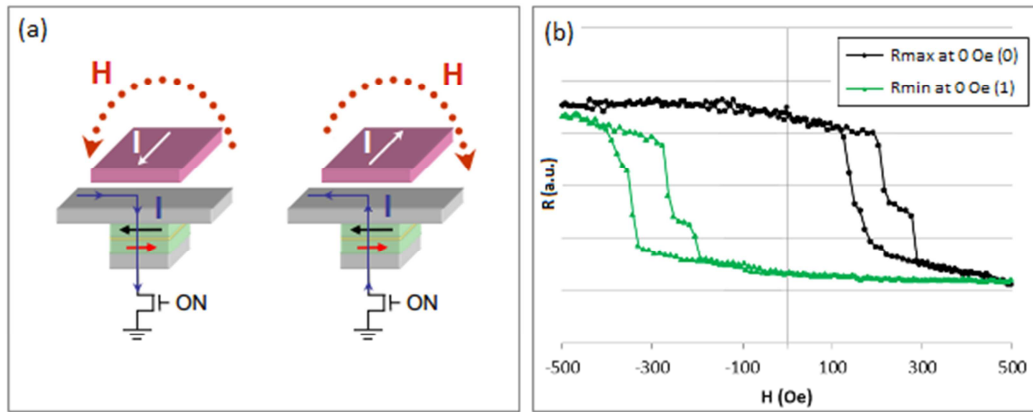 (a)
H
H
I
I
I
I
ON
ON
(b)
Rmax at 0 Oe (0)
Rmin at 0 Oe (1)
R (a.u.)
-500 -300 -100 100 300 500
H (Oe)